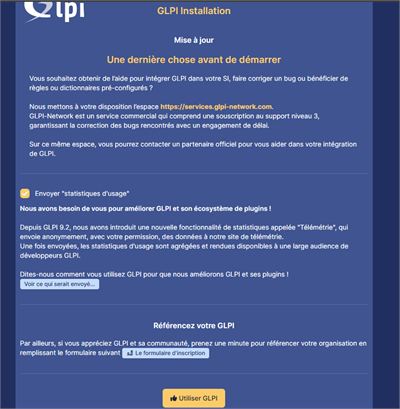 Glpi
GLPI Installation
Mise à jour
Une dernière chose avant de démarrer
Vous souhaitez obtenir de l'aide pour intégrer GLPI dans votre SI, faire corriger un bug ou bénéficier de
règles ou dictionnaires pré-configurés ?
Nous mettons à votre disposition l'espace https://services.glpi-network.com.
GLPI-Network est un service commercial qui comprend une souscription au support niveau 3,
garantissant la correction des bugs rencontrés avec un engagement de délai.
Sur ce même espace, vous pourrez contacter un partenaire officiel pour vous aider dans votre intégration
de GLPI.
Envoyer "statistiques d'usage"
Nous avons besoin de vous pour améliorer GLPI et son écosystème de plugins !
Depuis GLPI 9.2, nous avons introduit une nouvelle fonctionnalité de statistiques appelée "Télémétrie", qui
envoie anonymement, avec votre permission, des données à notre site de télémétrie.
Une fois envoyées, les statistiques d'usage sont agrégées et rendues disponibles à une large audience de
développeurs GLPI.
Dites-nous comment vous utilisez GLPI pour que nous améliorons GLPI et ses plugins !
Voir ce qui serait envoyé...
Référencez votre GLPI
Par ailleurs, si vous appréciez GLPI et sa communauté, prenez une minute pour référencer votre organisation en
remplissant le formulaire suivant Le formulaire d'inscription
Utiliser GLPI